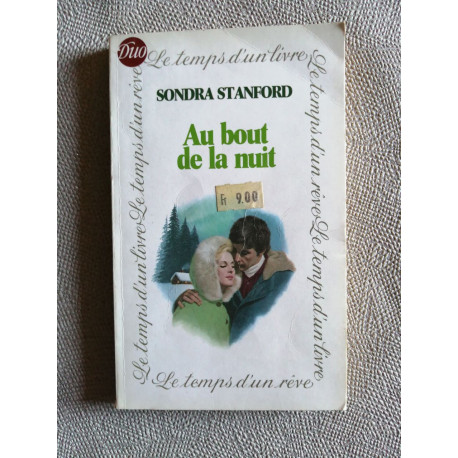 Duo
Le temps d'un livre
SONDRA STANFORD
Au bout
de la nuit
Fr 9.00
Le temps d'un livre Le temps d'un rêve
Le temps d'un rêve Le temps d'un livre
Le temps d'un rêve